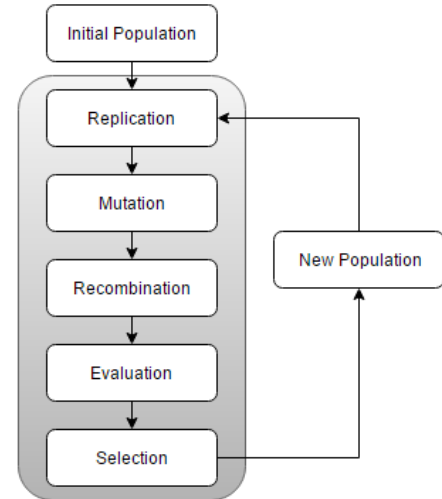 Initial Population
Replication
Mutation
Recombination
Evaluation
Selection
New Population